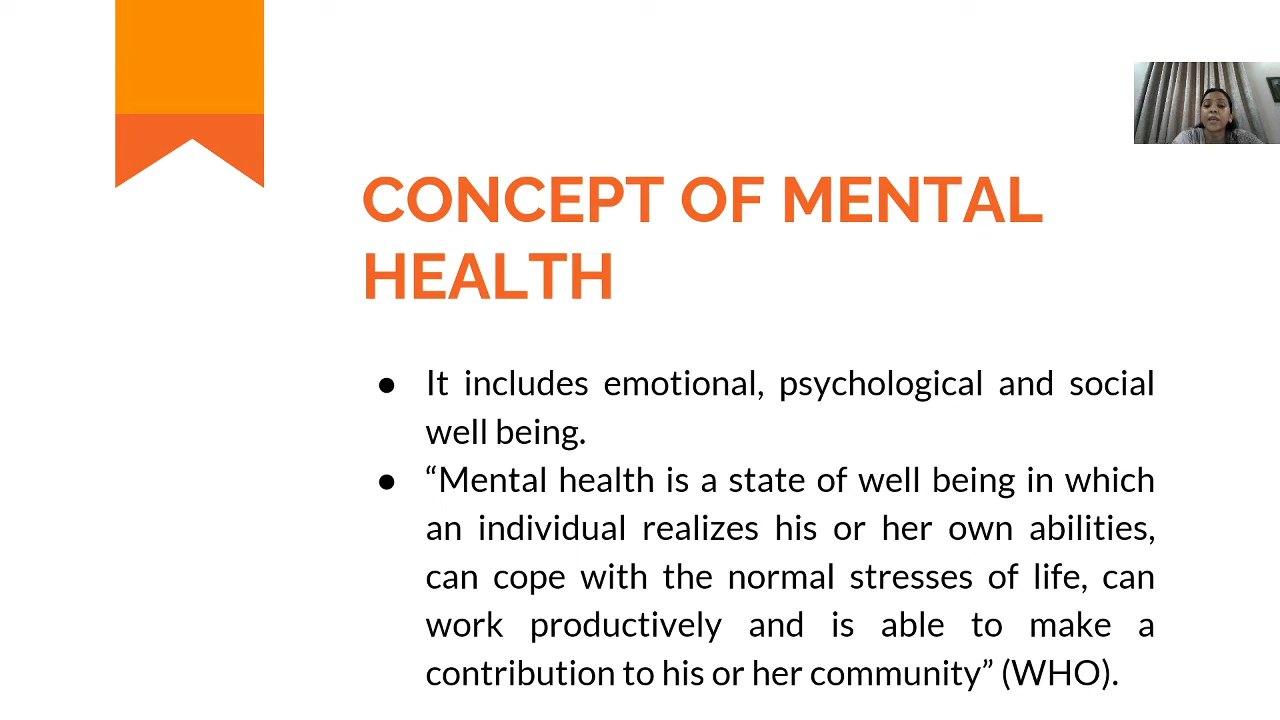 CONCEPT OF MENTAL
HEALTH
● It includes emotional, psychological and social
well being.
● “Mental health is a state of well being in which
an individual realizes his or her own abilities,
can cope with the normal stresses of life, can
work productively and is able to make a
contribution to his or her community” (WHO).